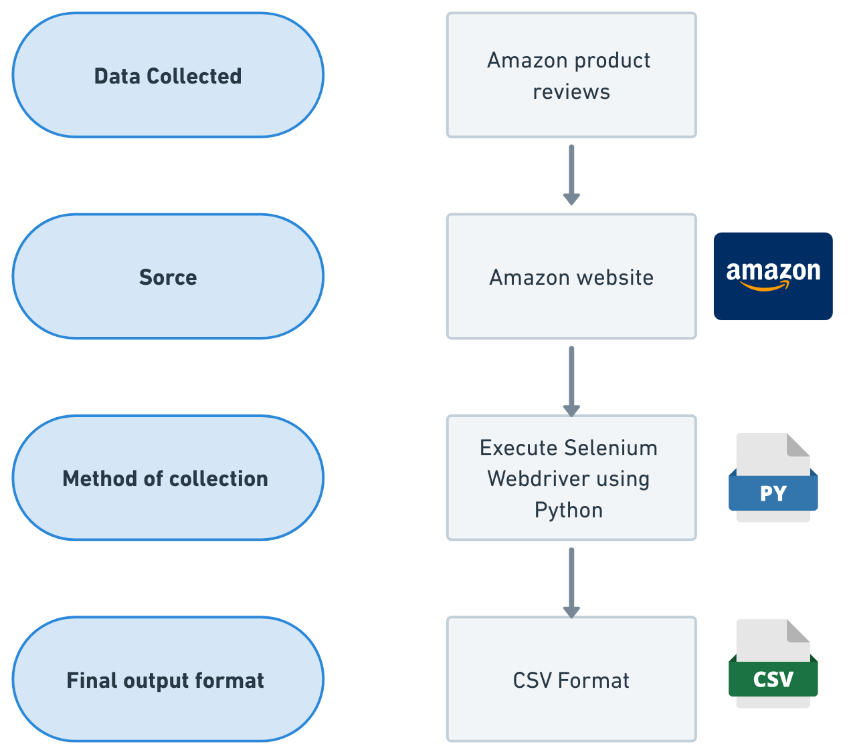 Data Collected
Amazon product
reviews
Sorce
Amazon website
amazon
Method of collection
Execute Selenium
Webdriver using
Python
PY
Final output format
CSV Format
CSV